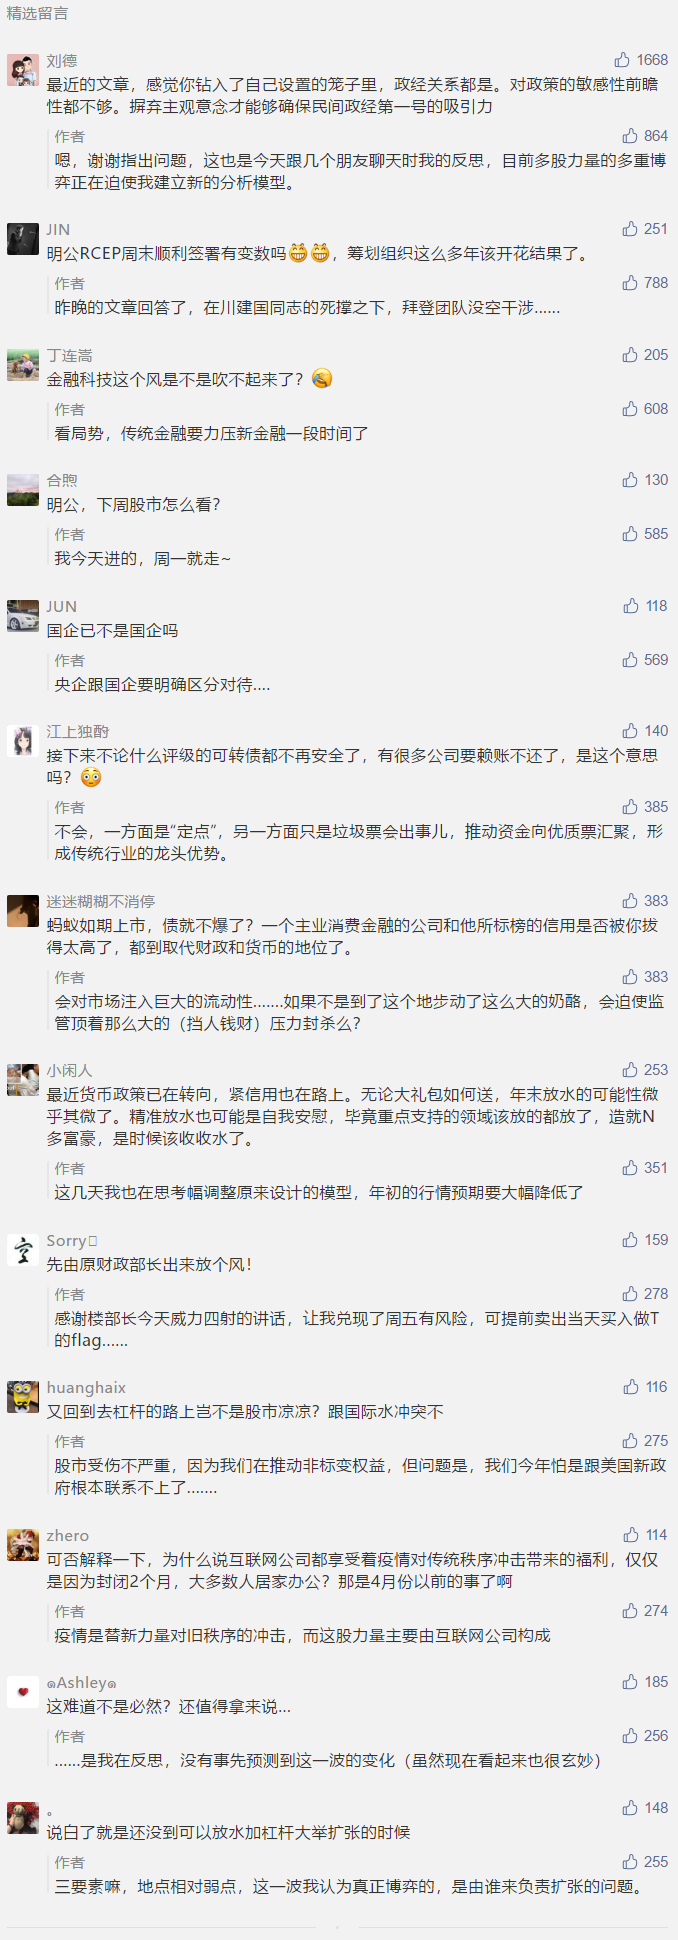 精选留言
刘德
1668
最近的文章，感觉你钻入了自己设置的笼子里，政经关系都是。对政策的敏感性前瞻
性都不够。摒弃主观意念才能够确保民间政经第一号的吸引力
作者
864
嗯，谢谢指出问题，这也是今天跟几个朋友聊天时我的反思，目前多股力量的多重博
弈正在迫使我建立新的分析模型。
JIN
251
明公RCEP周末顺利签署有变数吗😁😁，筹划组织这么多年该开花结果了。
作者
788
昨晚的文章回答了，在川建国同志的死撑之下，拜登团队没空干涉......
丁连嵩
205
金融科技这个风是不是吹不起来了？
作者
608
看局势，传统金融要力压新金融一段时间了
合煦
130
明公，下周股市怎么看？
作者
585
我今天进的，周一就走~
JUN
118
国企已不是国企吗
作者
569
央企跟国企要明确区分对待....
江上独酌
140
接下来不论什么评级的可转债都不再安全了，有很多公司要赖账不还了，是这个意思
吗？😳
作者
385
不会，一方面是“定点”，另一方面只是垃圾票会出事儿，推动资金向优质票汇聚，形
成传统行业的龙头优势。
迷迷糊糊不消停
383
蚂蚁如期上市，债就不爆了？一个主业消费金融的公司和他所标榜的信用是否被你拔
得太高了，都到取代财政和货币的地位了。
作者
383
会对市场注入巨大的流动性.......如果不是到了这个地步动了这么大的奶酪，会迫使监
管顶着那么大的（挡人钱财）压力封杀么？
小闲人
253
最近货币政策已在转向，紧信用也在路上。无论大礼包如何送，年末放水的可能性微
乎其微了。精准放水也可能是自我安慰，毕竟重点支持的领域该放的都放了，造就N
多富豪，是时候该收收水了。
作者
351
这几天我也在思考幅调整原来设计的模型，年初的行情预期要大幅降低了
Sorry
159
先由原财政部长出来放个风！
作者
278
感谢楼部长今天威力四射的讲话，让我兑现了周五有风险，可提前卖出当天买入做T
的flag......
huanghaix
116
又回到去杠杆的路上岂不是股市凉凉？跟国际水冲突不
作者
275
股市受伤不严重，因为我们在推动非标变权益，但问题是，我们今年怕是跟美国新政
府根本联系不上了.......
zhero
114
可否解释一下，为什么说互联网公司都享受着疫情对传统秩序冲击带来的福利，仅仅
是因为封闭2个月，大多数人居家办公？那是4月份以前的事了啊
作者
274
疫情是替新力量对旧秩序的冲击，而这股力量主要由互联网公司构成
๑Ashley๑
185
这难道不是必然？还值得拿来说...
作者
256
......是我在反思，没有事先预测到这一波的变化（虽然现在看起来也很玄妙）
。
148
说白了就是还没到可以放水加杠杆大举扩张的时候
作者
255
三要素嘛，地点相对弱点，这一波我认为真正博弈的，是由谁来负责扩张的问题。